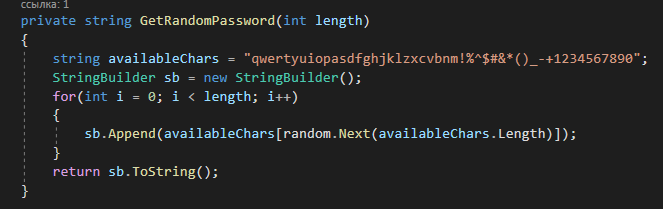 ссылка: 1
private string GetRandomPassword(int length)
{
string availableChars = "qwertyuiopasdfghjklzxcvbnm!%^$#&*()_-+1234567890";
StringBuilder sb = new StringBuilder();
for(int i = 0; i < length; i++)
{
sb.Append(availableChars[random.Next(availableChars.Length)]);
}
return sb.ToString();
}